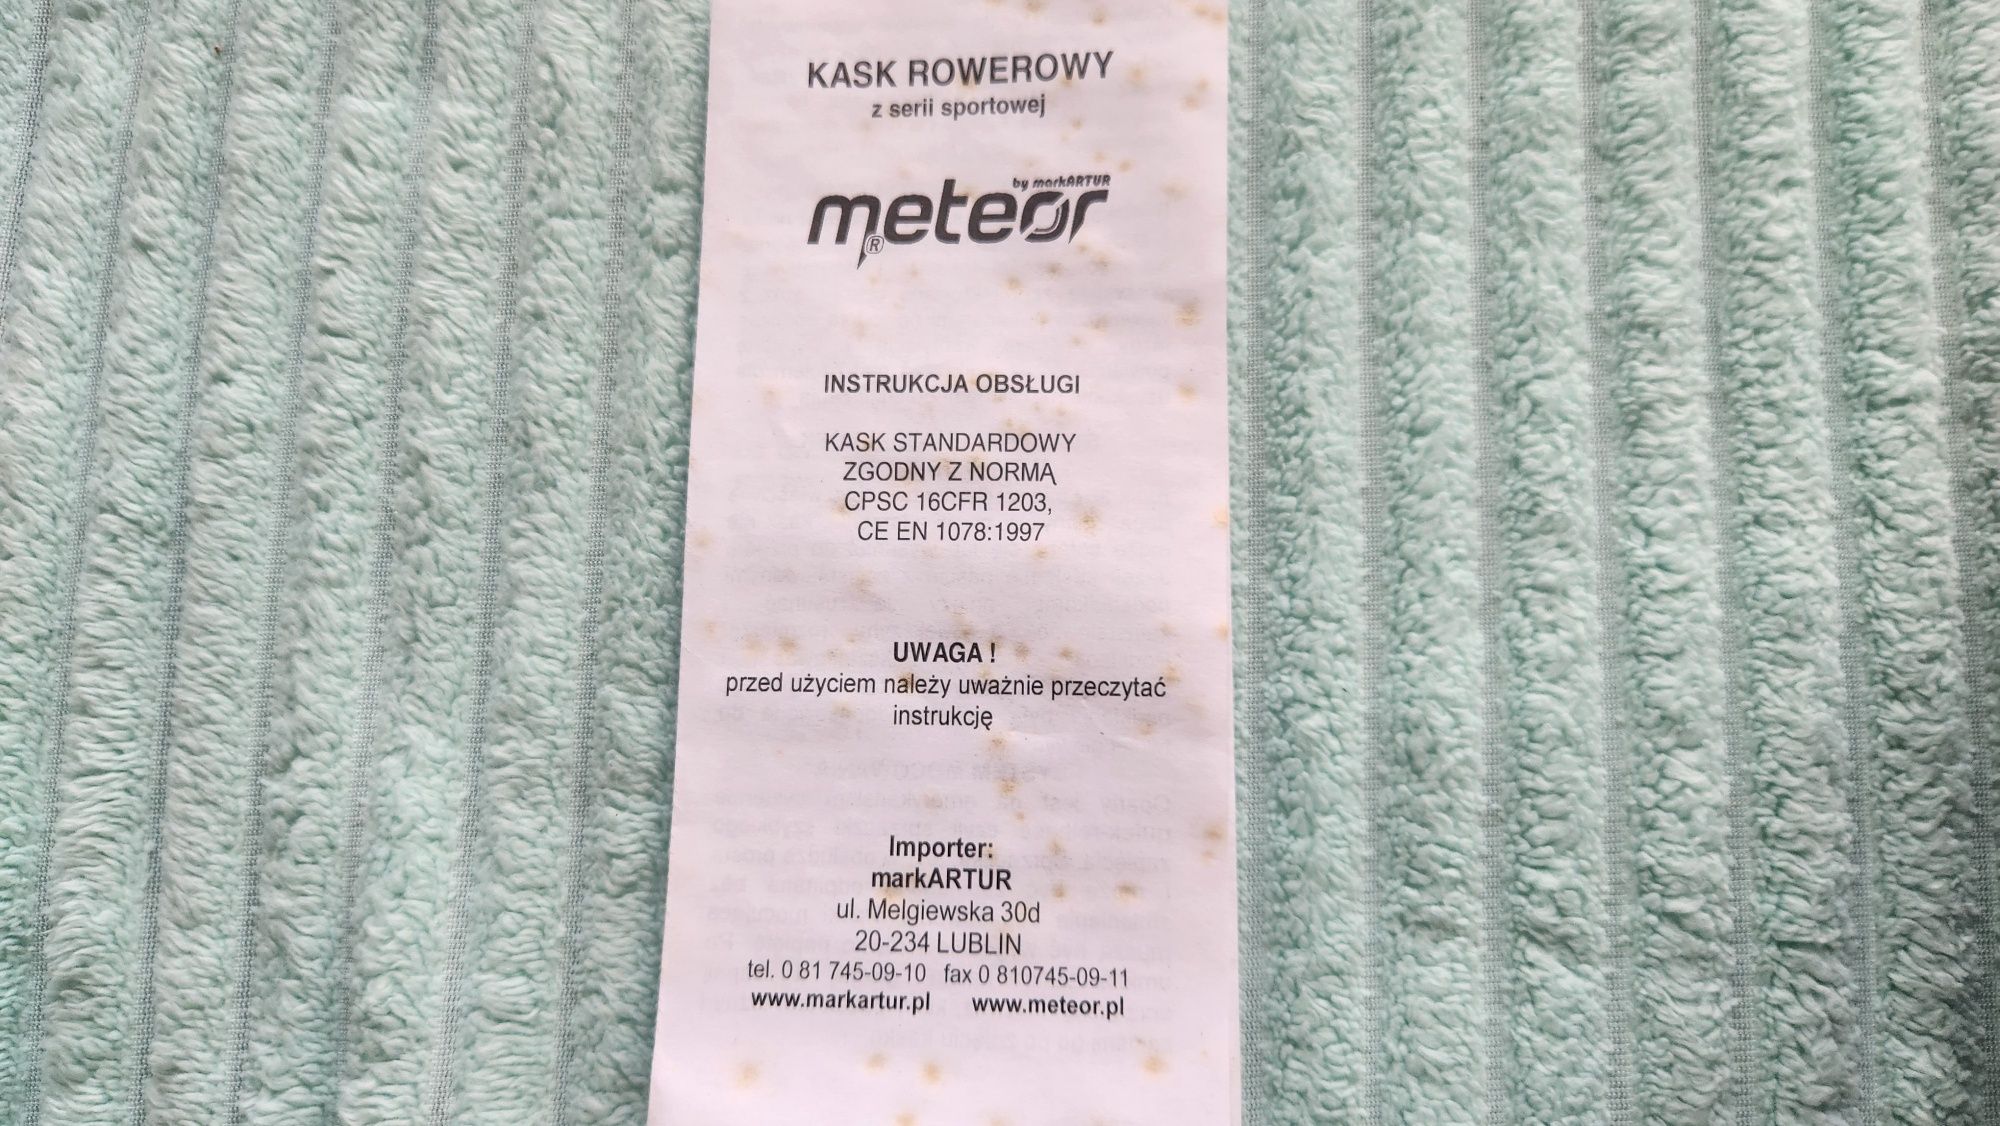 KASK ROWEROWY
z serii sportowej
by markARTUR
meteor®
INSTRUKCJA OBSŁUGI
KASK STANDARDOWY
ZGODNY Z NORMĄ
CPSC 16CFR 1203,
CE EN 1078:1997
UWAGA !
przed użyciem należy uważnie przeczytać
instrukcję
Importer:
markARTUR
ul. Melgiewska 30d
20-234 LUBLIN
tel. 0 81 745-09-10 fax 0 810745-09-11
www.markartur.pl www.meteor.pl